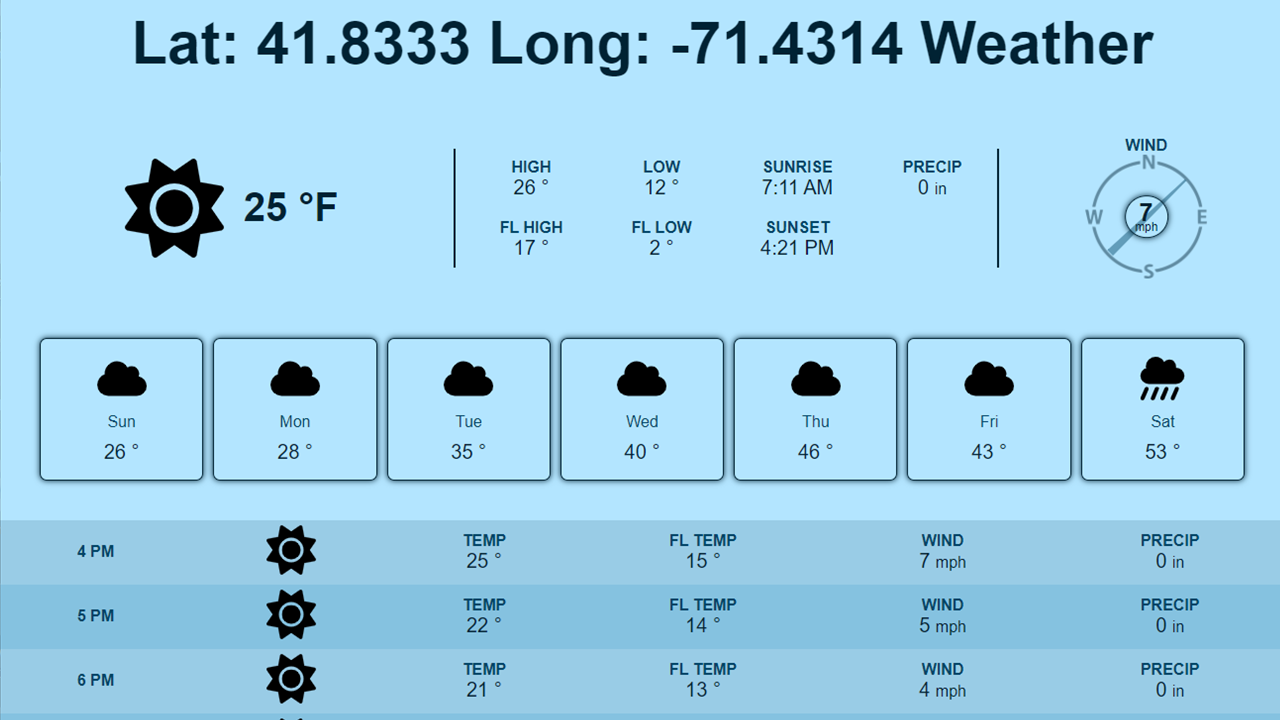 Lat: 41.8333 Long: -71.4314 Weather
25 °F
HIGH LOW SUNRISE PRECIP
26 ° 12 ° 7:11 AM 0 in
FL HIGH FL LOW SUNSET
17 ° 2 ° 4:21 PM
WIND
N
W 7 E
mph
S
Sun Mon Tue Wed Thu Fri Sat
26 ° 28 ° 35 ° 40 ° 46 ° 43 ° 53 °
4 PM
TEMP FL TEMP WIND PRECIP
25 ° 15 ° 7 mph 0 in
5 PM
TEMP FL TEMP WIND PRECIP
22 ° 14 ° 5 mph 0 in
6 PM
TEMP FL TEMP WIND PRECIP
21 ° 13 ° 4 mph 0 in